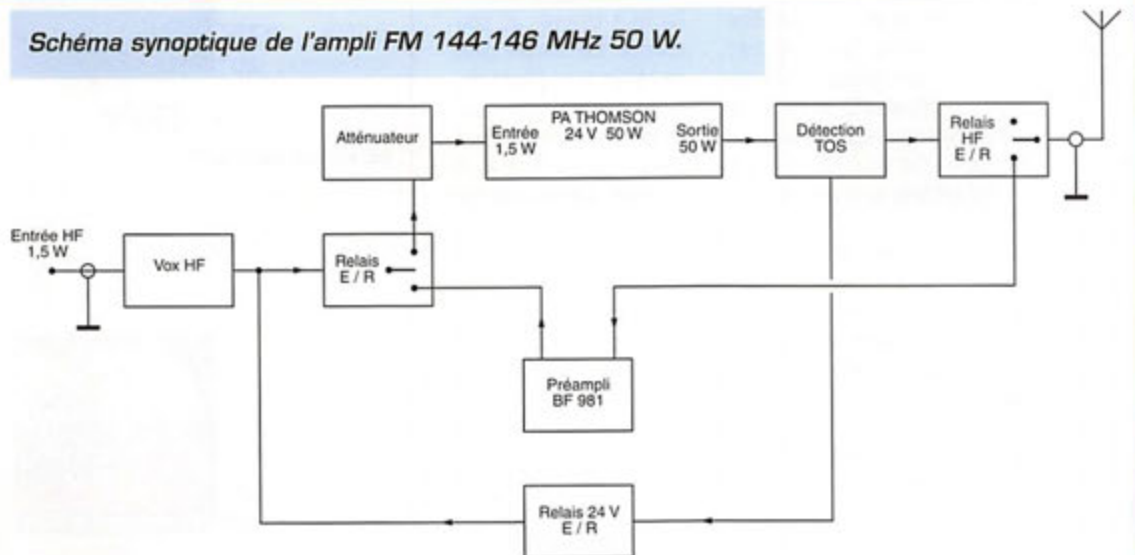 Schéma synoptique de l'ampli FM 144-146 MHz 50 W.
Atténuateur
PA THOMSON
24 V 50 W
Entrée
1,5 W
Sortie
50 W
Détection
TOS
Relais
HF
E / R
Entrée HF
1,5 W
Vox HF
Relais
E / R
Préampli
BF 981
Relais 24 V
E / R